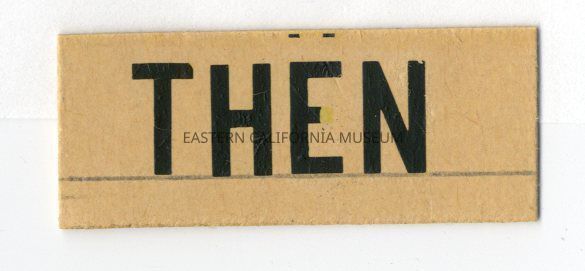 THEN
EASTERN CALIFORNIA MUSEUM